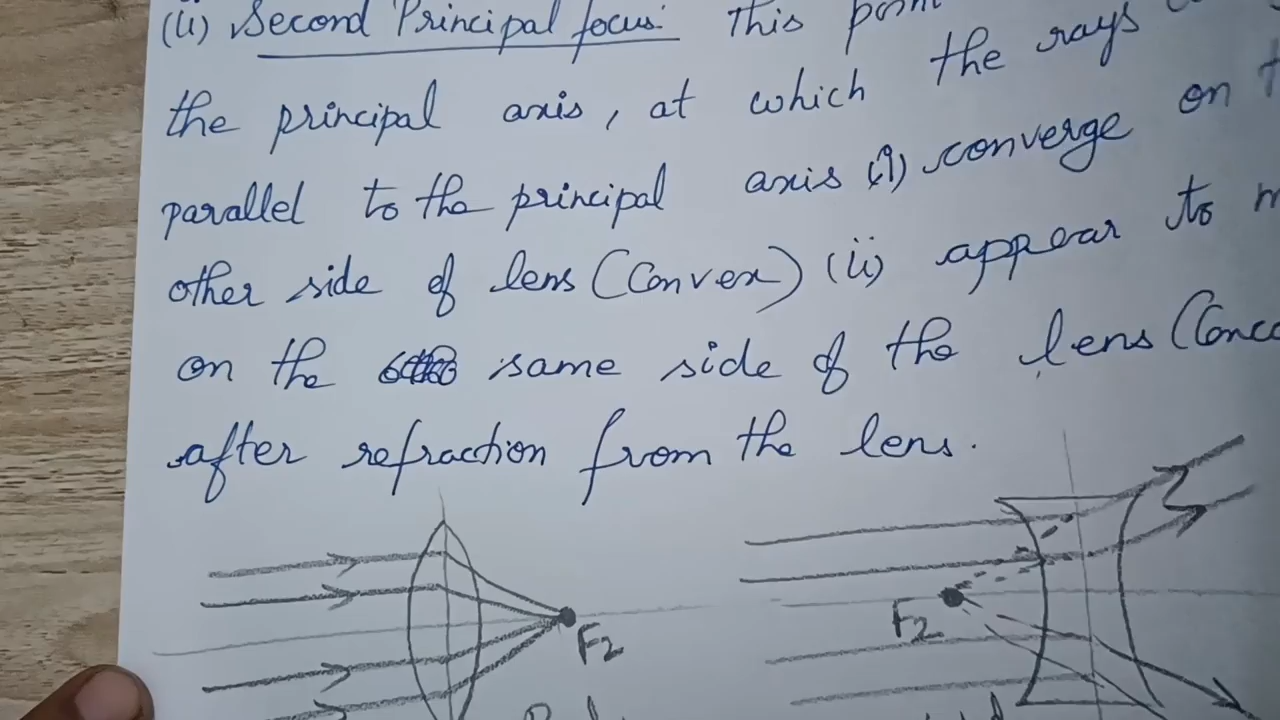 (ii) Second Principal focus: This point
the principal axis, at which the rays
parallel to the principal axis (i) converge on
other side of lens (Convex) (ii) appear to
on the same side of the lens
after refraction from the lens.
F2
F2